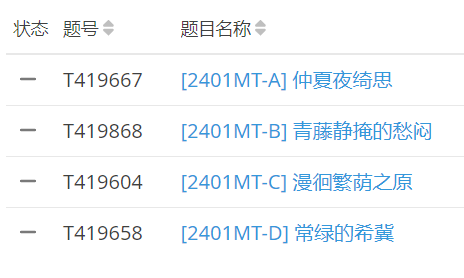 状态 题号 题目名称
T419667 [2401MT-A] 仲夏夜绮思
T419868 [2401MT-B] 青藤静掩的愁闷
T419604 [2401MT-C] 漫徊繁荫之原
T419658 [2401MT-D] 常绿的希冀